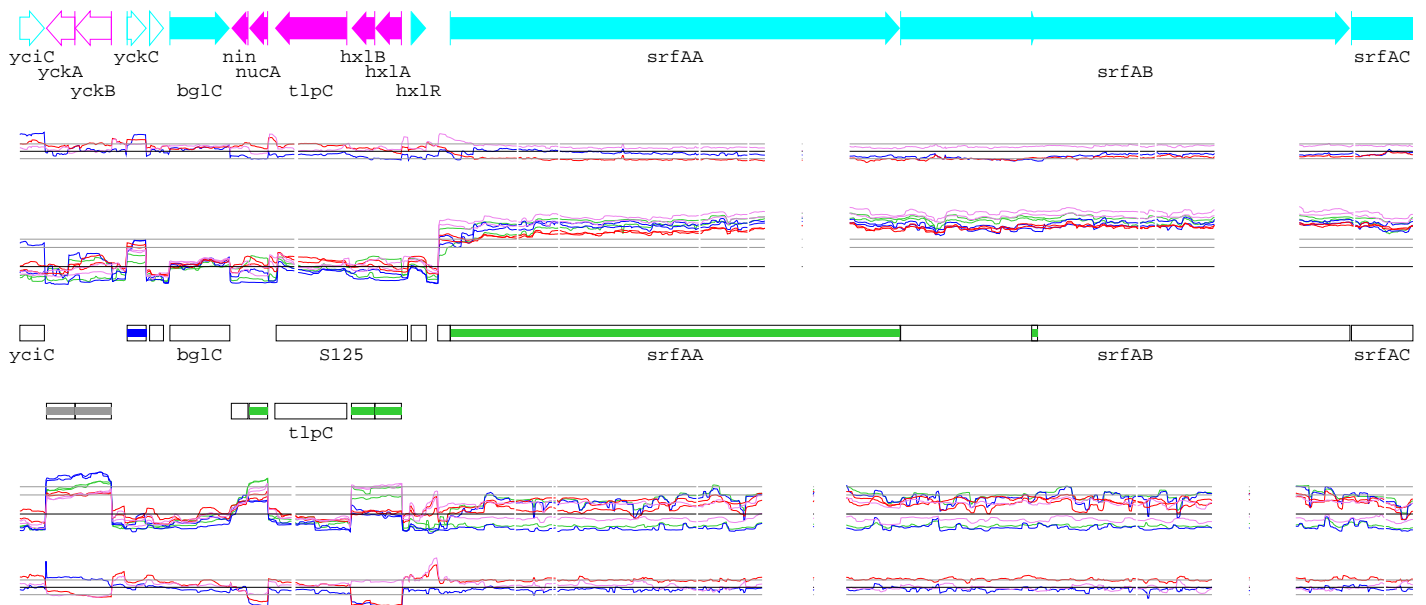 yciC yckC nin hxlB srfAA srfAC
yckA nucA hxlA srfAB
yckB bglC tlpC hxlR
yciC bglC S125 srfAA srfAB srfAC
tlpC